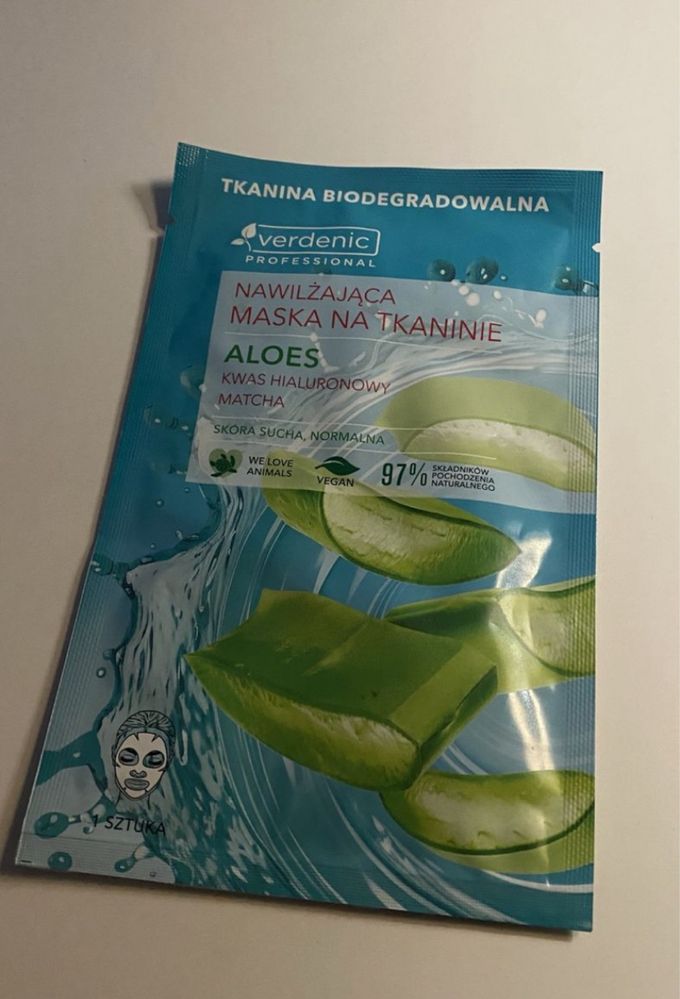 TKANINA BIODEGRADOWALNA
verdenic
PROFESSIONAL
NAWILŻAJĄCA
MASKA NA TKANINIE
ALOES
KWAS HIALURONOWY
MATCHA
SKÓRA SUCHA, NORMALNA
WE LOVE
ANIMALS
VEGAN
97%
SKŁADNIKÓW
POCHODZENIA
NATURALNEGO
1 SZTUKA